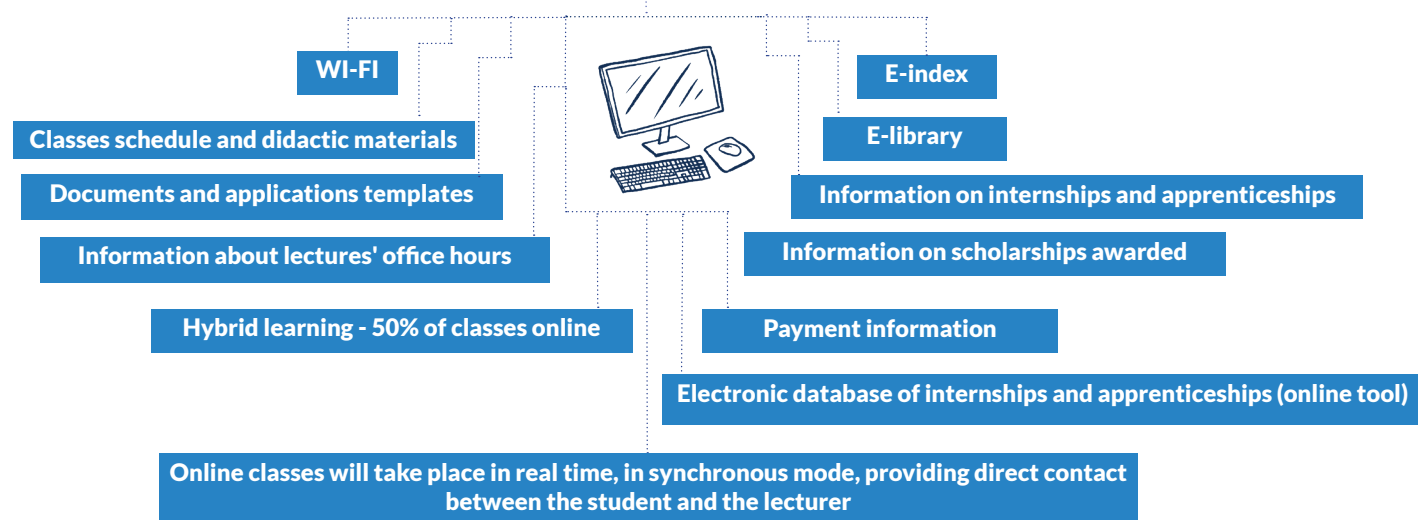 WI-FI
E-index
Classes schedule and didactic materials
E-library
Documents and applications templates
Information on internships and apprenticeships
Information about lectures' office hours
Information on scholarships awarded
Hybrid learning - 50% of classes online
Payment information
Electronic database of internships and apprenticeships (online tool)
Online classes will take place in real time, in synchronous mode, providing direct contact
between the student and the lecturer